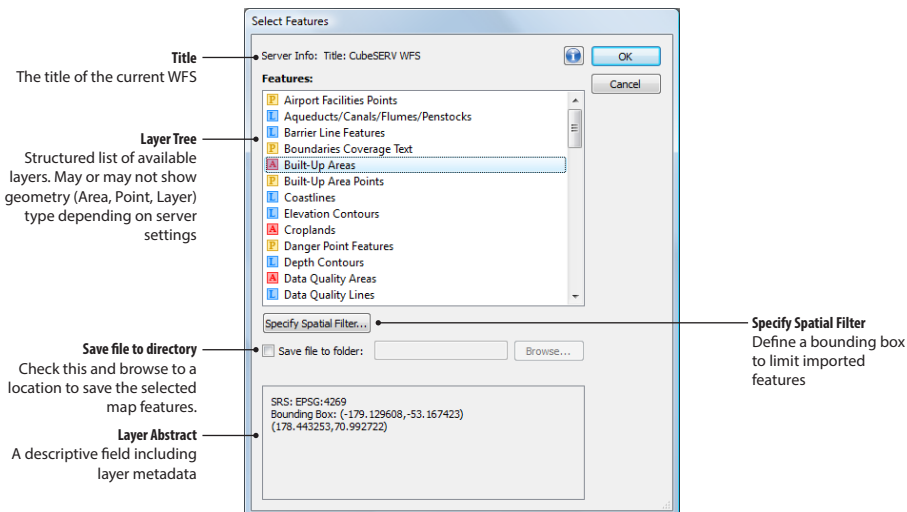 Select Features
Server Info: Title: CubeSERV WFS
OK
Cancel
Features:
P Airport Facilities Points
L Aqueducts/Canals/Flumes/Penstocks
L Barrier Line Features
P Boundaries Coverage Text
A Built-Up Areas
P Built-Up Area Points
L Coastlines
L Elevation Contours
A Croplands
P Danger Point Features
L Depth Contours
A Data Quality Areas
L Data Quality Lines
Specify Spatial Filter...
Save file to folder:
Browse...
SRS: EPSG:4269
Bounding Box: (-179.129608,-53.167423)
(178.443253,70.992722)
Title
The title of the current WFS
Layer Tree
Structured list of available
layers. May or may not show
geometry (Area, Point, Layer)
type depending on server
settings
Save file to directory
Check this and browse to a
location to save the selected
map features.
Layer Abstract
A descriptive field including
layer metadata
Specify Spatial Filter
Define a bounding box
to limit imported
features